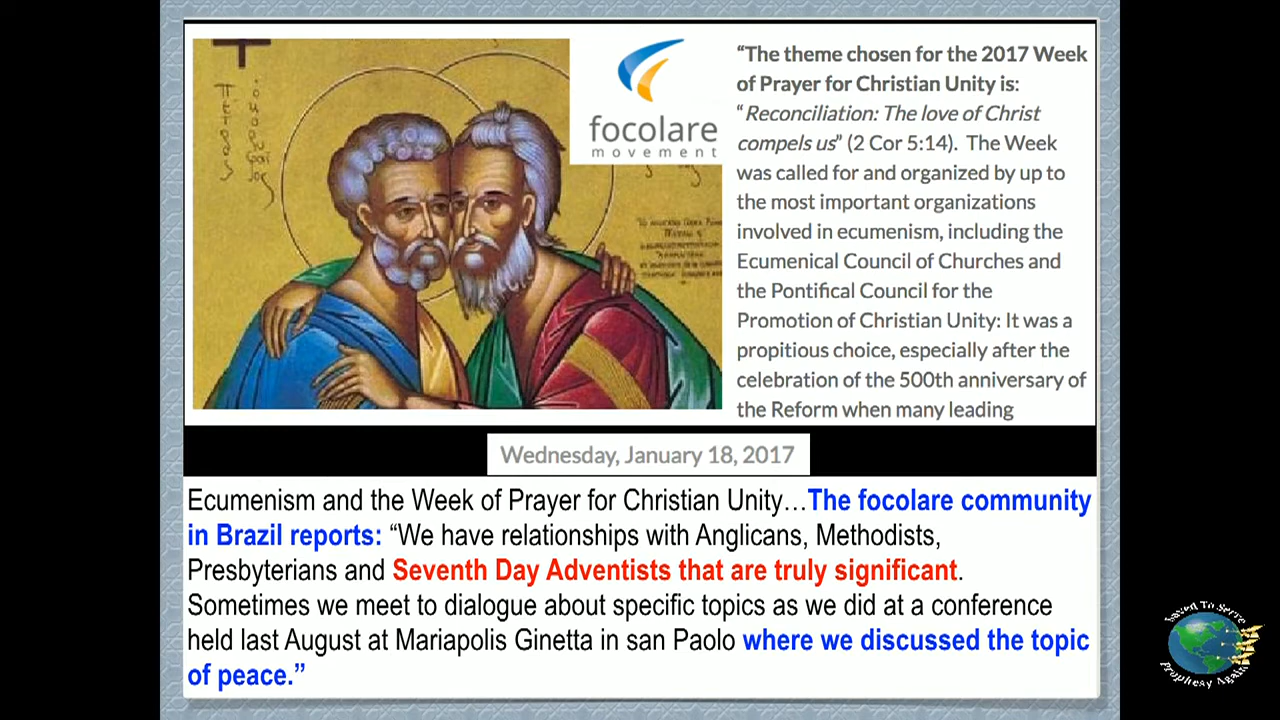 focolare
movement
“The theme chosen for the 2017 Week
of Prayer for Christian Unity is:
“Reconciliation: The love of Christ
compels us” (2 Cor 5:14). The Week
was called for and organized by up to
the most important organizations
involved in ecumenism, including the
Ecumenical Council of Churches and
the Pontifical Council for the
Promotion of Christian Unity: It was a
propitious choice, especially after the
celebration of the 500th anniversary of
the Reform when many leading
Wednesday, January 18, 2017
Ecumenism and the Week of Prayer for Christian Unity…The focolare community
in Brazil reports: “We have relationships with Anglicans, Methodists,
Presbyterians and Seventh Day Adventists that are truly significant.
Sometimes we meet to dialogue about specific topics as we did at a conference
held last August at Mariapolis Ginetta in san Paolo where we discussed the topic
of peace.”
Saved To Serve
Prophesy Again